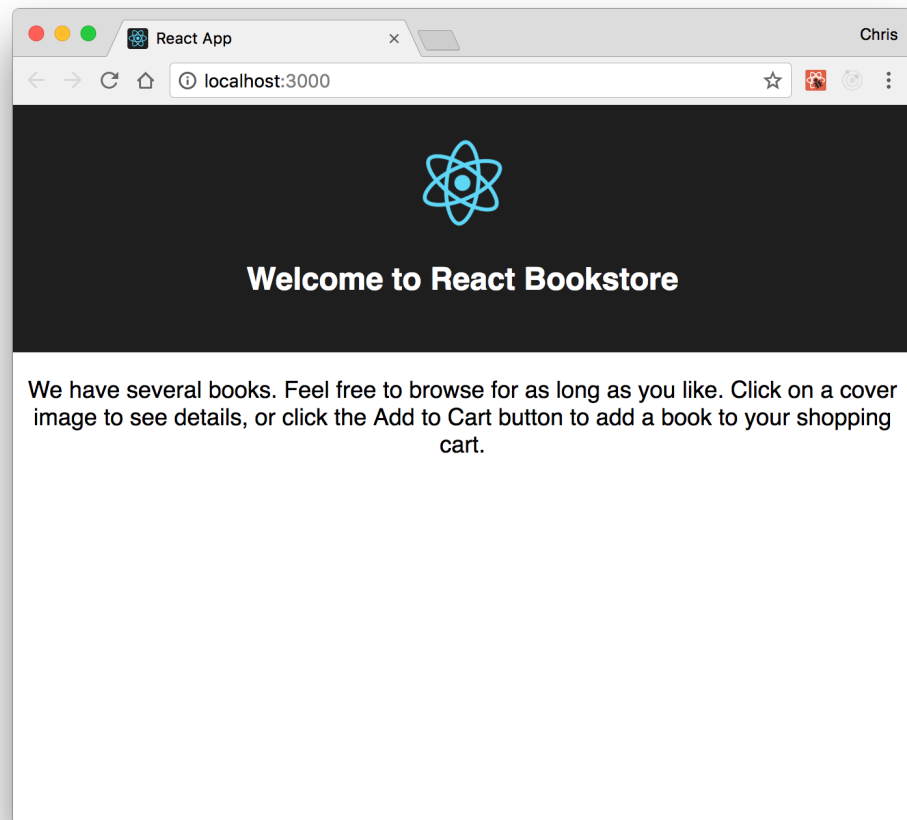 React App
Chris
localhost:3000
Welcome to React Bookstore
We have several books. Feel free to browse for as long as you like. Click on a cover
image to see details, or click the Add to Cart button to add a book to your shopping
cart.